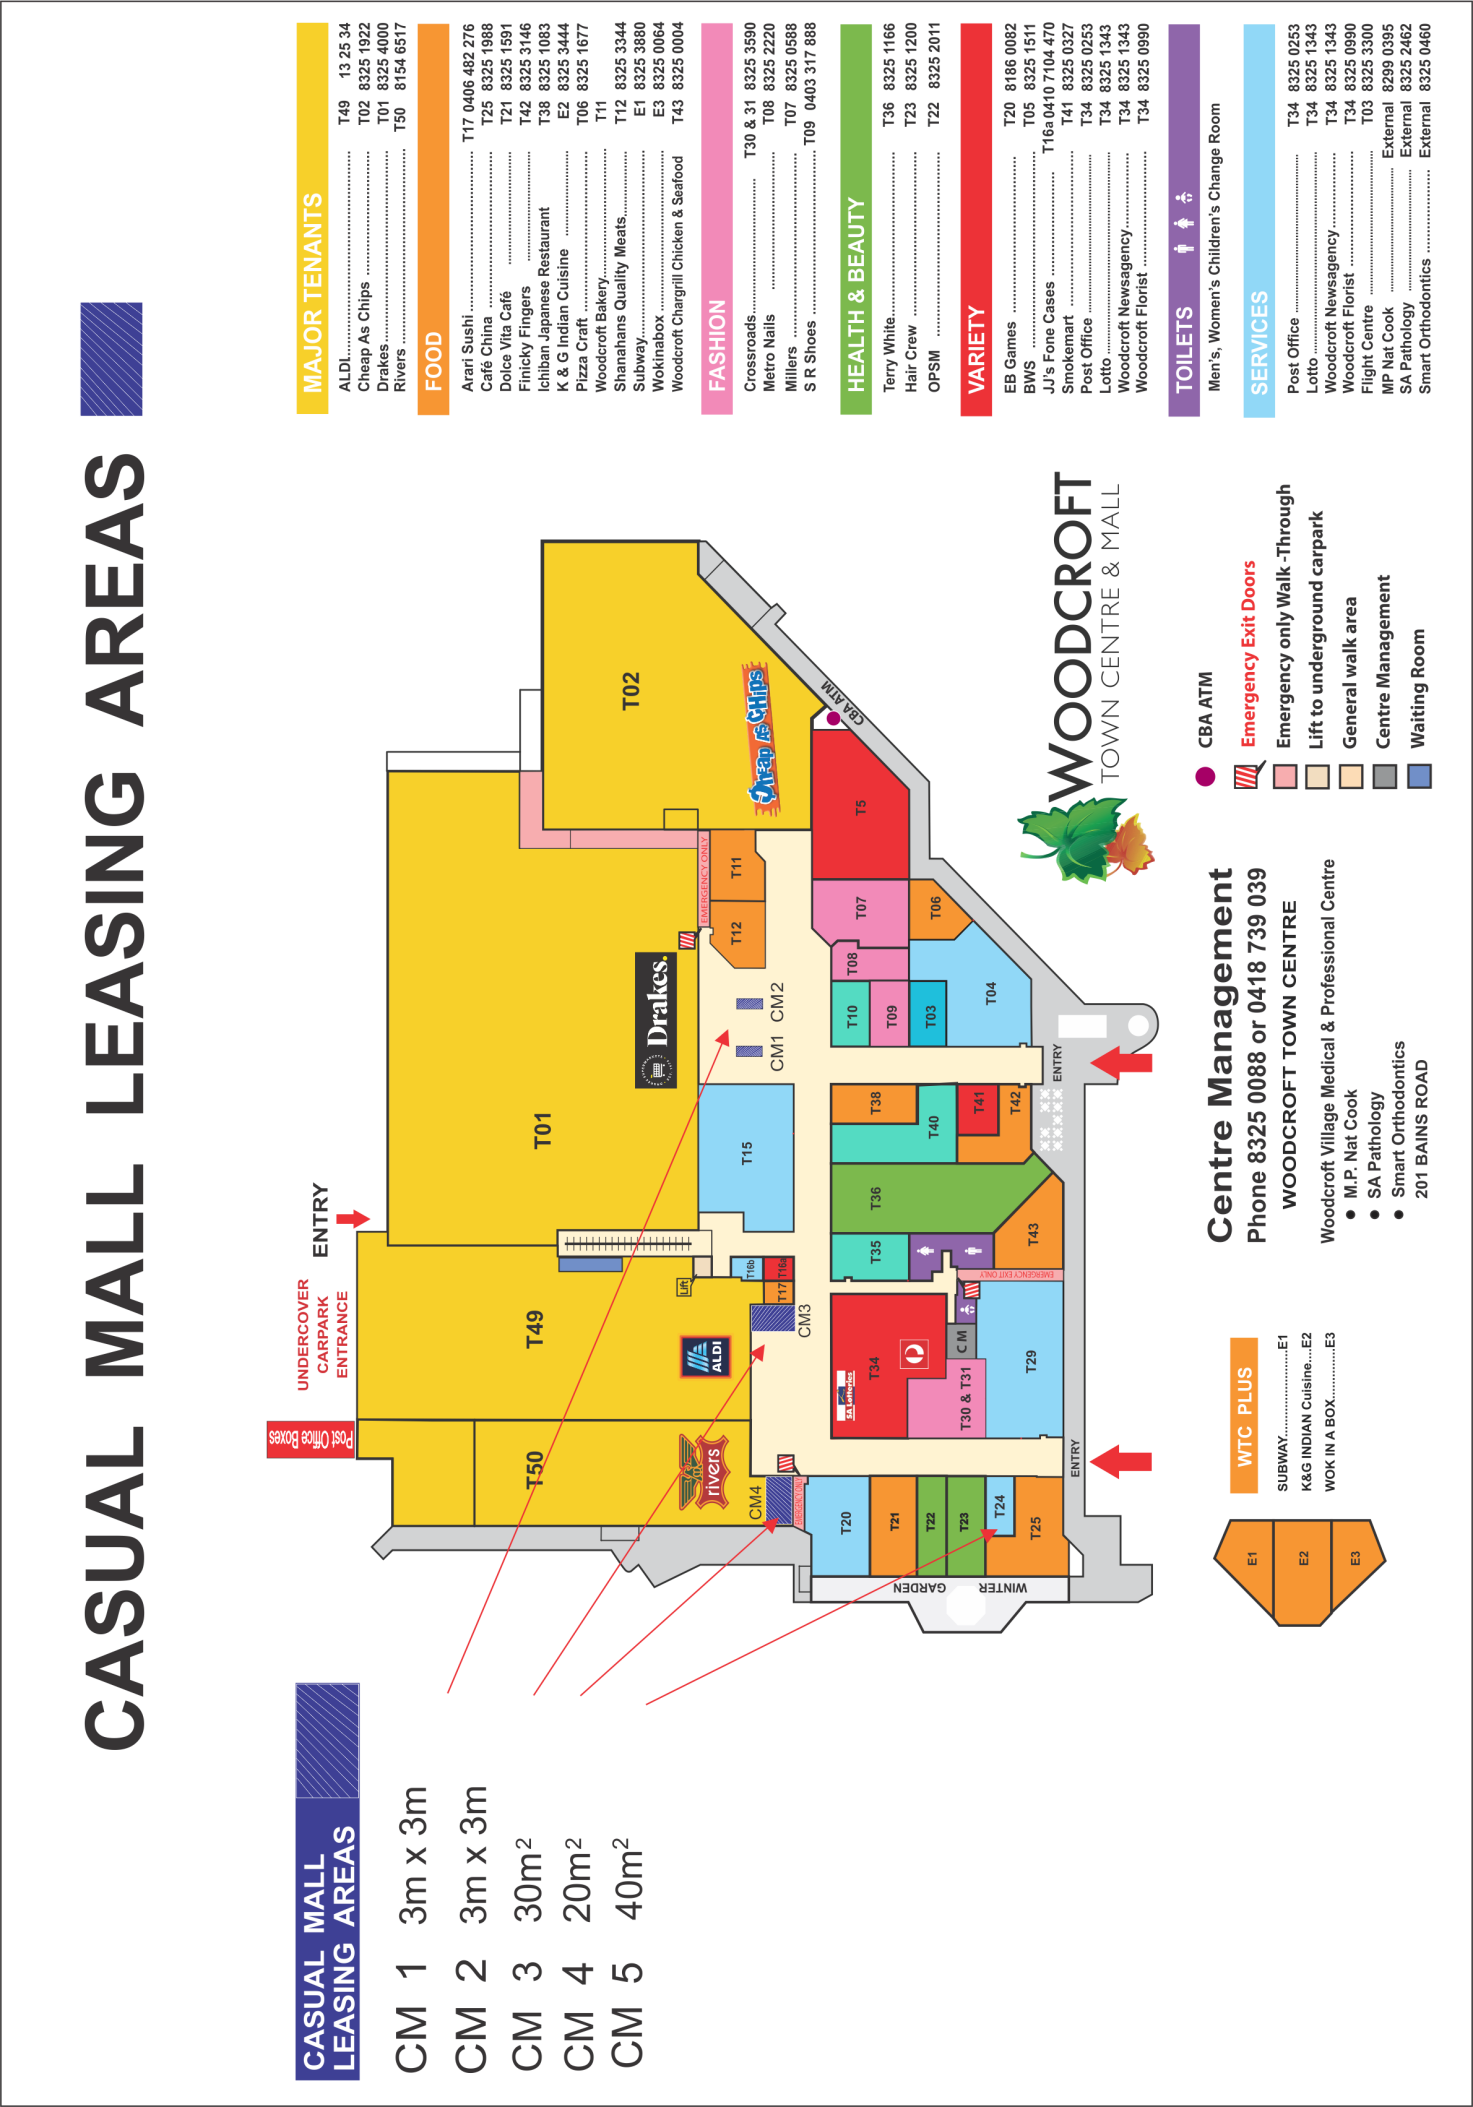 CASUAL MALL LEASING AREAS
CASUAL MALL
LEASING AREAS
CM 1 3m x 3m
CM 2 3m x 3m
CM 3 30m²
CM 4 20m²
CM 5 40m²
Post Office Boxes
UNDERCOVER
CARPARK
ENTRANCE
ENTRY
T01
T02
T49
T50
Drakes.
Cheap AS CHips
ALDI
rivers
Lift
EMERGENCY ONLY
T11
T12
CM1
CM2
CM3
CM4
EMERGENCY ONLY
T15
T16b
T16a
T17
T5
CBA ATM
T07
T06
T08
T10
T09
T03
T04
T38
T40
T41
T42
T36
T35
T43
EMERGENCY EXIT ONLY
T34
SA Lotteries
C M
T30 & T31
T29
T20
T21
T22
T23
T24
T25
WINTER GARDEN
ENTRY
ENTRY
MAJOR TENANTS
ALDI T49 13 25 34
Cheap As Chips T02 8325 1922
Drakes T01 8325 4000
Rivers T50 8154 6517
FOOD
Arari Sushi T17 0406 482 276
Café China T25 8325 1988
Dolce Vita Café T21 8325 1591
Finicky Fingers T42 8325 3146
Ichiban Japanese Restaurant T38 8325 1083
K & G Indian Cuisine E2 8325 3444
Pizza Craft T06 8325 1677
Woodcroft Bakery T11
Shanahans Quality Meats T12 8325 3344
Subway E1 8325 3880
Wokinabox E3 8325 0064
Woodcroft Chargrill Chicken & Seafood T43 8325 0004
FASHION
Crossroads T30 & 31 8325 3590
Metro Nails T08 8325 2220
Millers T07 8325 0588
S R Shoes T09 0403 317 888
HEALTH & BEAUTY
Terry White T36 8325 1166
Hair Crew T23 8325 1200
OPSM T22 8325 2011
VARIETY
EB Games T20 8186 0082
BWS T05 8325 1511
JJ's Fone Cases T16a 0410 7104 470
Smokemart T41 8325 0327
Post Office T34 8325 0253
Lotto T34 8325 1343
Woodcroft Newsagency T34 8325 1343
Woodcroft Florist T34 8325 0990
TOILETS
Men's, Women's Children's Change Room
SERVICES
Post Office T34 8325 0253
Lotto T34 8325 1343
Woodcroft Newsagency T34 8325 1343
Woodcroft Florist T34 8325 0990
Flight Centre T03 8325 3300
MP Nat Cook External 8299 0395
SA Pathology External 8325 2462
Smart Orthodontics External 8325 0460
WOODCROFT
TOWN CENTRE & MALL
CBA ATM
Emergency Exit Doors
Emergency only Walk -Through
Lift to underground carpark
General walk area
Centre Management
Waiting Room
Centre Management
Phone 8325 0088 or 0418 739 039
WOODCROFT TOWN CENTRE
Woodcroft Village Medical & Professional Centre
● M.P. Nat Cook
● SA Pathology
● Smart Orthodontics
201 BAINS ROAD
WTC PLUS
SUBWAY E1
K&G INDIAN Cuisine E2
WOK IN A BOX E3
E1
E2
E3